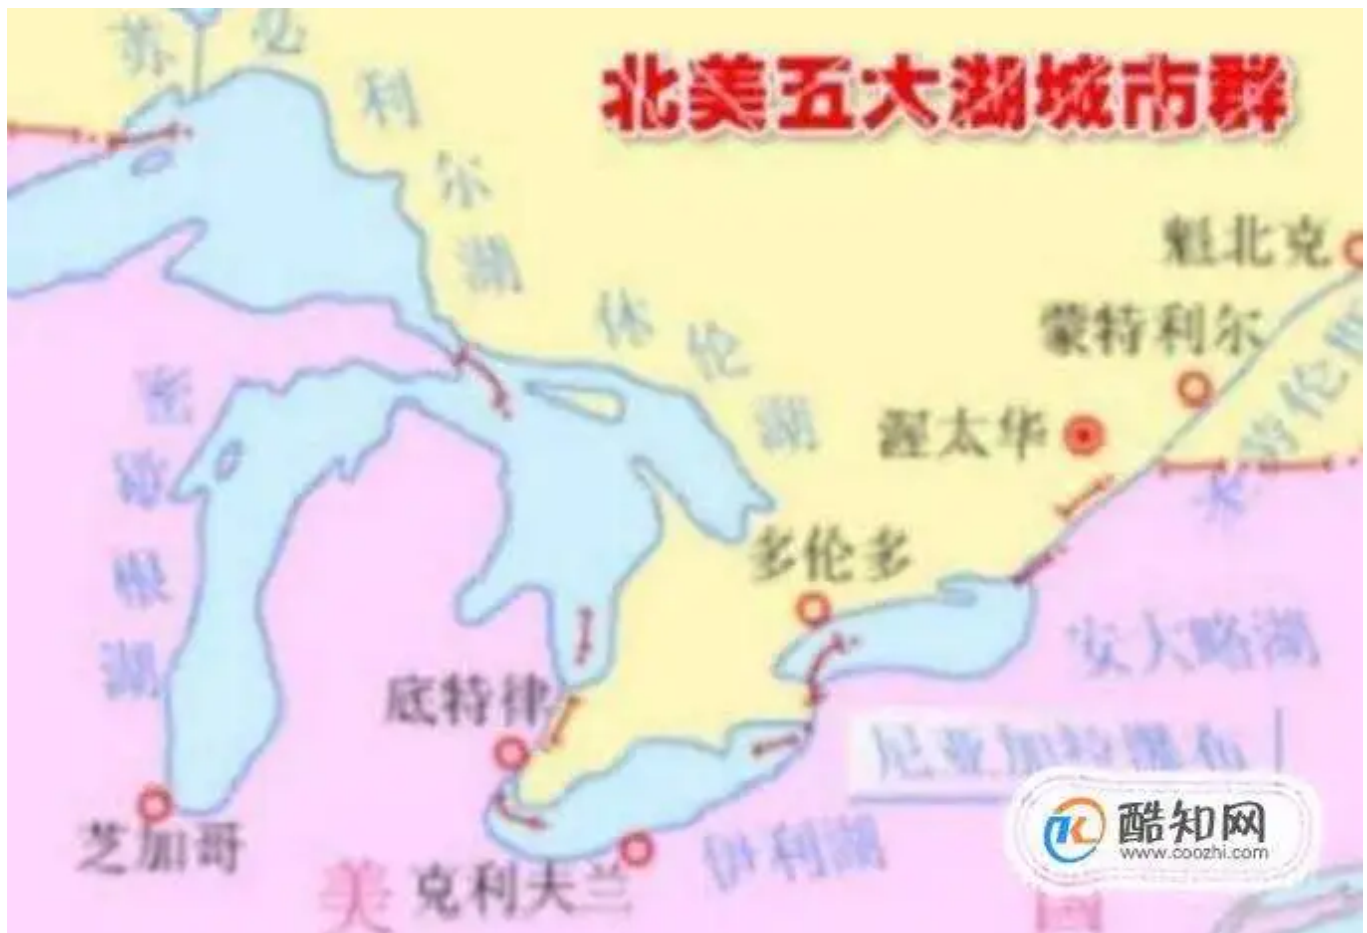 苏必利尔湖
北美五大湖城市群
魁北克
蒙特利尔
休伦湖
渥太华
密歇根湖
多伦多
安大略湖
底特律
尼亚加拉瀑布
芝加哥
伊利湖
克利夫兰
美国
酷知网
www.coozhi.com